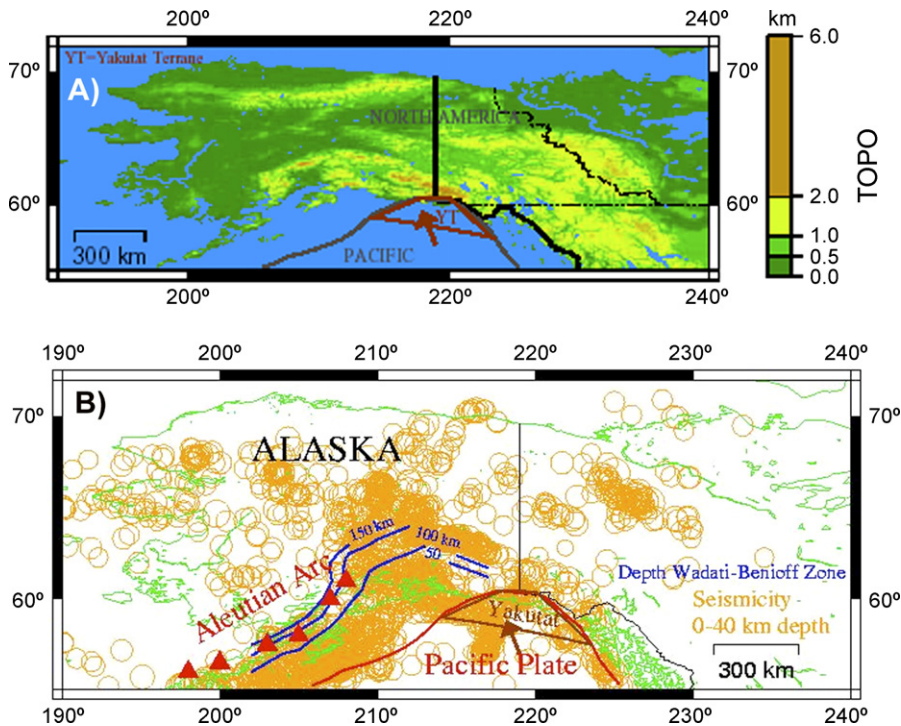 200º 220º 240º
km
6.0
2.0
1.0
0.5
0.0
TOPO
YT=Yakutat Terrane
70º 70º
A)
NORTH AMERICA
60º 60º
YT
300 km
PACIFIC
200º 220º 240º
190º 200º 210º 220º 230º 240º
B)
70º 70º
ALASKA
150 km
100 km
50
Aleutian Arc
Depth Wadati-Benioff Zone
60º 60º
Seismicity
0-40 km depth
Yakutat
Pacific Plate
300 km
190º 200º 210º 220º 230º 240º